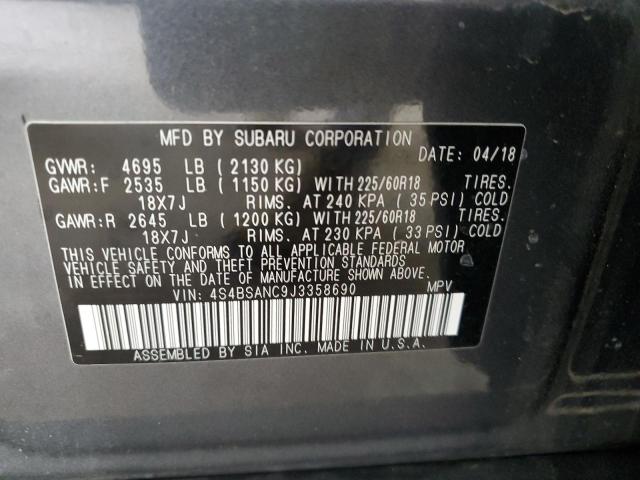 MFD BY SUBARU CORPORATION
GVWR: 4695 LB (2130 KG) DATE: 04/18
GAWR:F 2535 LB (1150 KG) WITH 225/60R18 TIRES.
18X7J RIMS. AT 240 KPA (35 PSI) COLD
GAWR:R 2645 LB (1200 KG) WITH 225/60R18 TIRES.
18X7J RIMS. AT 230 KPA (33 PSI) COLD
THIS VEHICLE CONFORMS TO ALL APPLICABLE FEDERAL MOTOR
VEHICLE SAFETY AND THEFT PREVENTION STANDARDS
IN EFFECT ON THE DATE OF MANUFACTURE SHOWN ABOVE.
VIN: 4S4BSANC9J3358690 MPV
ASSEMBLED BY SIA INC. MADE IN U.S.A.